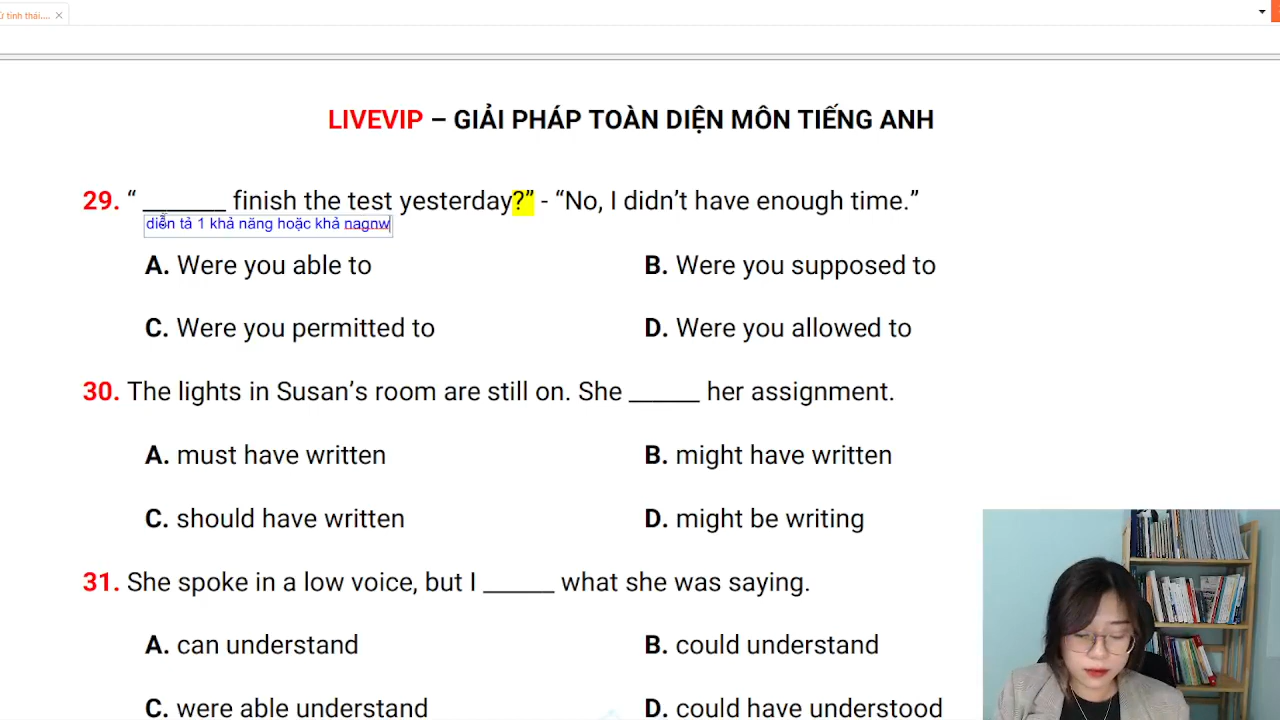 ừ tình thái....
LIVEVIP – GIẢI PHÁP TOÀN DIỆN MÔN TIẾNG ANH
29. “ _______ finish the test yesterday?” - “No, I didn’t have enough time.”
diễn tả 1 khả năng hoặc khả nagnw
A. Were you able to
B. Were you supposed to
C. Were you permitted to
D. Were you allowed to
30. The lights in Susan’s room are still on. She ______ her assignment.
A. must have written
B. might have written
C. should have written
D. might be writing
31. She spoke in a low voice, but I ______ what she was saying.
A. can understand
B. could understand
C. were able understand
D. could have understood